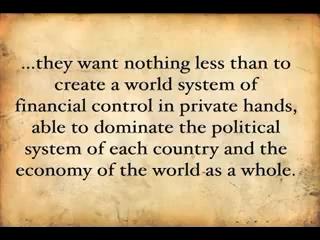 ...they want nothing less than to
create a world system of
financial control in private hands,
able to dominate the political
system of each country and the
economy of the world as a whole.